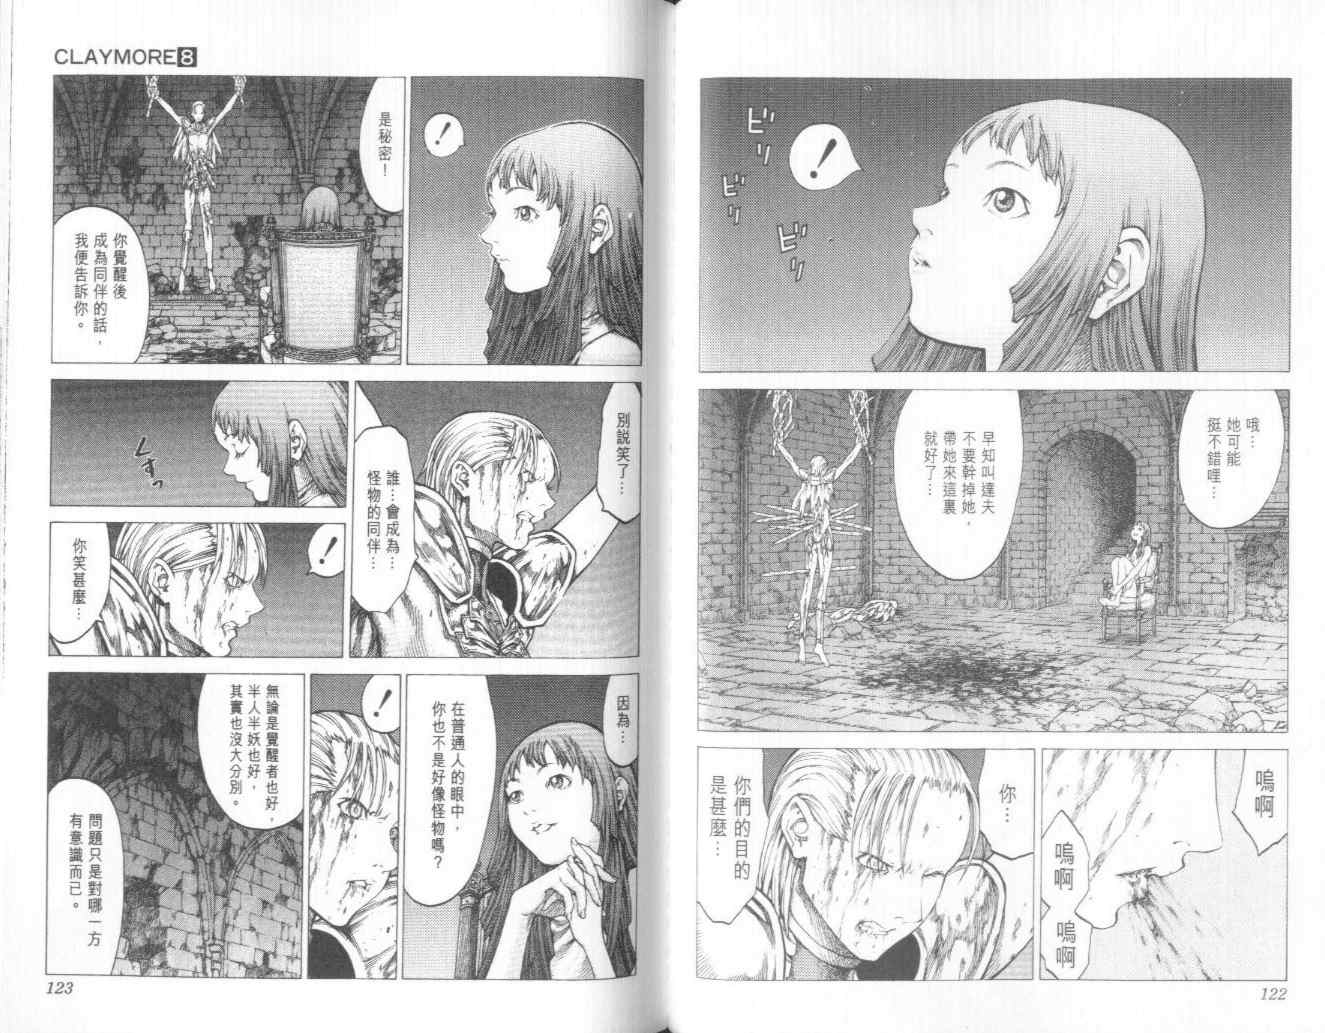 ビリ
ビリ
ビリ
！
哦…
她可能
挺不錯哩…
早知叫達夫
不要幹掉她，
帶她來這裏
就好了…
嗚啊
嗚啊
嗚啊
你…
你們的目的
是甚麼…
122
CLAYMORE 8
！
是秘密！
你覺醒後
成為同伴的話，
我便告訴你。
別說笑了…
誰…會成為…
怪物的同伴…
くすっ
！
你笑甚麼…
因為…
在普通人的眼中，
你也不是好像怪物嗎？
！
無論是覺醒者也好，
半人半妖也好，
其實也沒大分別。
問題只是對哪一方
有意識而已。
123